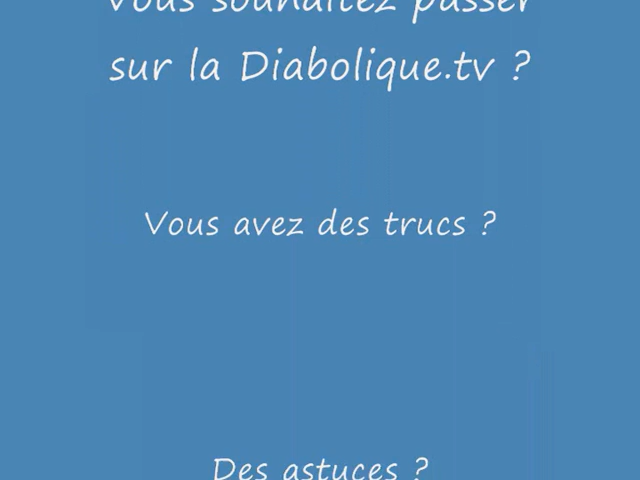 Vous souhaitez passer
sur la Diabolique.tv ?
Vous avez des trucs ?
Des astuces ?